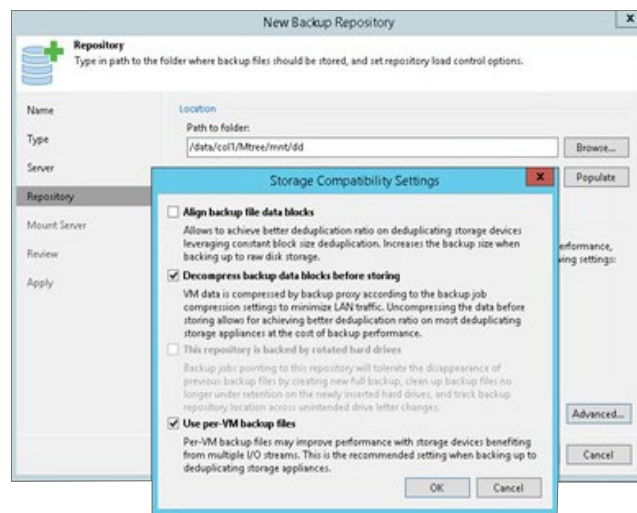 New Backup Repository
x
Repository
Type in path to the folder where backup files should be stored, and set repository load control options.
Name
Type
Server
Repository
Mount Server
Review
Apply
Location
Path to folder:
/data/col1/Mtree/mnt/dd
Browse...
Populate
Storage Compatibility Settings
x
Align backup file data blocks
Allows to achieve better deduplication ratio on deduplicating storage devices
leveraging constant block size deduplication. Increases the backup size when
backing up to raw disk storage.
Decompress backup data blocks before storing
VM data is compressed by backup proxy according to the backup job
compression settings to minimize LAN traffic. Uncompressing the data before
storing allows for achieving better deduplication ratio on most deduplicating
storage appliances at the cost of backup performance.
This repository is backed by rotated hard drives
Backup jobs pointing to this repository will tolerate the disappearance of
previous backup files by creating new full backup, clean up backup files no
longer under retention on the newly inserted hard drives, and track backup
repository location across unintended drive letter changes.
Use per-VM backup files
Per-VM backup files may improve performance with storage devices benefiting
from multiple I/O streams. This is the recommended setting when backing up to
deduplicating storage appliances.
OK
Cancel
erformance,
wing settings:
Advanced...
Cancel